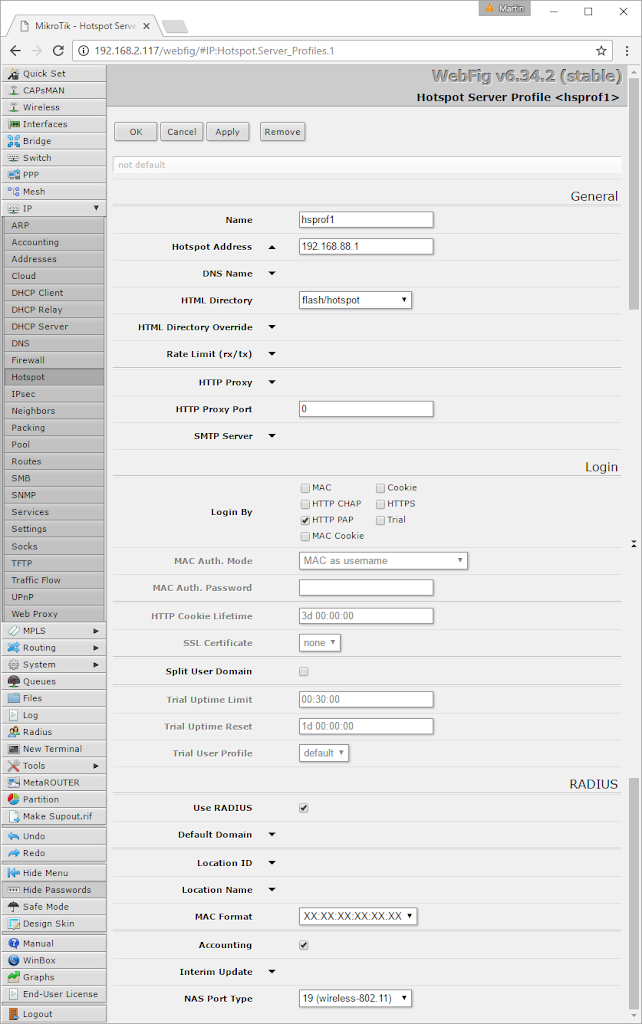 Martin
MikroTik - Hotspot Serve
192.168.2.117/webfig/#IP:Hotspot.Server_Profiles.1
Quick Set
CAPsMAN
Wireless
Interfaces
Bridge
Switch
PPP
Mesh
IP
ARP
Accounting
Addresses
Cloud
DHCP Client
DHCP Relay
DHCP Server
DNS
Firewall
Hotspot
IPsec
Neighbors
Packing
Pool
Routes
SMB
SNMP
Services
Settings
Socks
TFTP
Traffic Flow
UPnP
Web Proxy
MPLS
Routing
System
Queues
Files
Log
Radius
New Terminal
Tools
MetaROUTER
Partition
Make Supout.rif
Undo
Redo
Hide Menu
Hide Passwords
Safe Mode
Design Skin
Manual
WinBox
Graphs
End-User License
Logout
WebFig v6.34.2 (stable)
Hotspot Server Profile <hsprof1>
OK Cancel Apply Remove
not default
General
Name hsprof1
Hotspot Address 192.168.88.1
DNS Name
HTML Directory flash/hotspot
HTML Directory Override
Rate Limit (rx/tx)
HTTP Proxy
HTTP Proxy Port 0
SMTP Server
Login
MAC Cookie
HTTP CHAP HTTPS
Login By
HTTP PAP Trial
MAC Cookie
MAC Auth. Mode MAC as username
MAC Auth. Password
HTTP Cookie Lifetime 3d 00:00:00
SSL Certificate none
Split User Domain
Trial Uptime Limit 00:30:00
Trial Uptime Reset 1d 00:00:00
Trial User Profile default
RADIUS
Use RADIUS
Default Domain
Location ID
Location Name
MAC Format XX:XX:XX:XX:XX:XX
Accounting
Interim Update
NAS Port Type 19 (wireless-802.11)